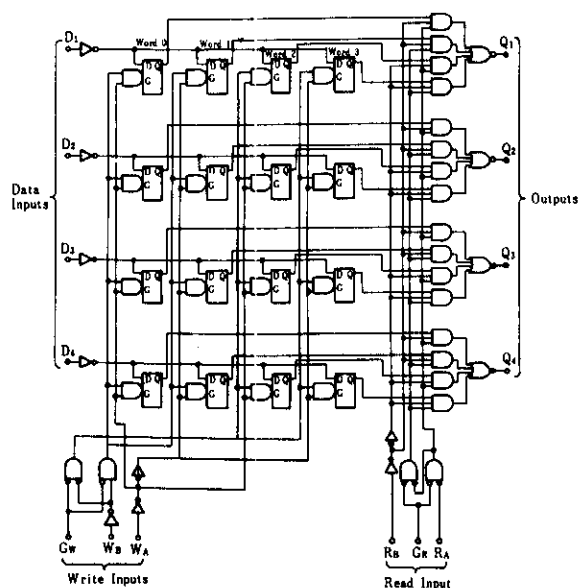 D1
Word 0
Word 1
Word 2
Word 3
Q1
D Q
G
D Q
G
D Q
G
D Q
G
D2
Q2
D Q
G
D Q
G
D Q
G
D Q
G
Data
Inputs
Outputs
D3
Q3
D Q
G
D Q
G
D Q
G
D Q
G
D4
Q4
D Q
G
D Q
G
D Q
G
D Q
G
GW WB WA
RB GR RA
Write Inputs
Read Input